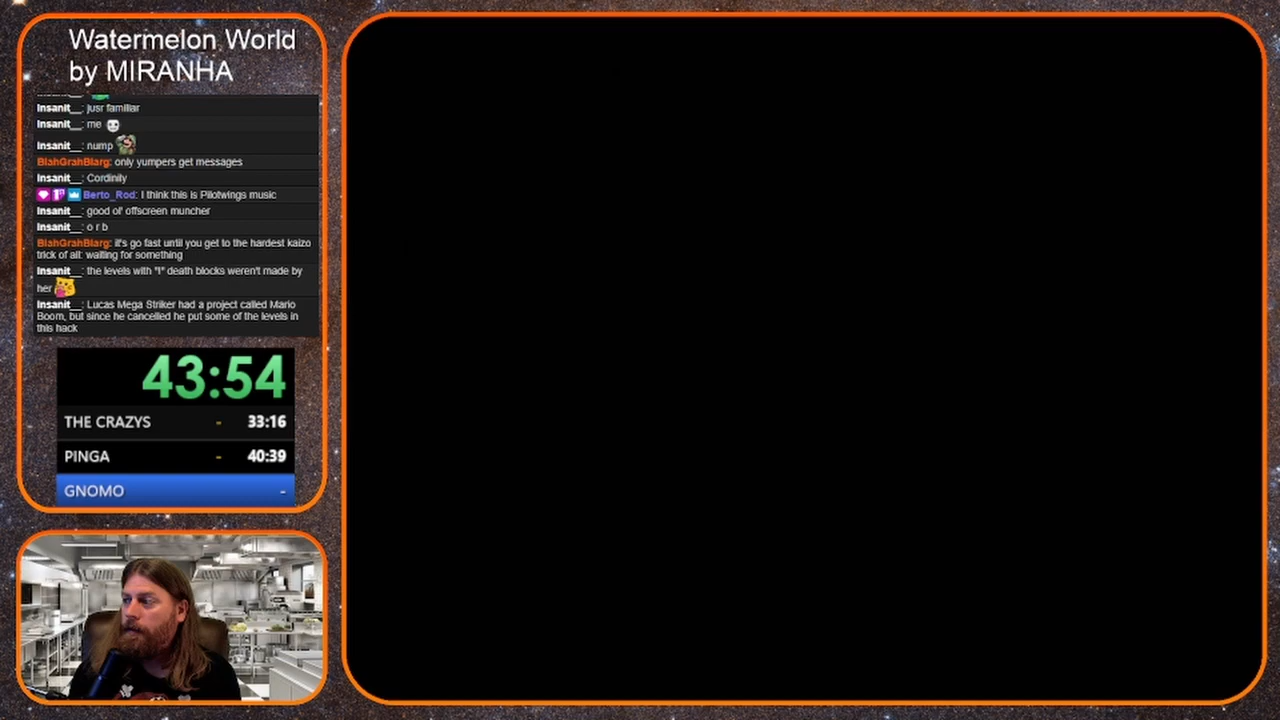 Watermelon World
by MIRANHA
Insanit__: jusr familiar
Insanit__: me
Insanit__: nump
BlahGrahBlarg: only yumpers get messages
Insanit__: Cordinity
Berto_Rod: I think this is Pilotwings music
Insanit__: good ol' offscreen muncher
Insanit__: o r b
BlahGrahBlarg: it's go fast until you get to the hardest kaizo
trick of all: waiting for something
Insanit__: the levels with "!" death blocks weren't made by
her
Insanit__: Lucas Mega Striker had a project called Mario
Boom, but since he cancelled he put some of the levels in
this hack
43:54
THE CRAZYS - 33:16
PINGA - 40:39
GNOMO -